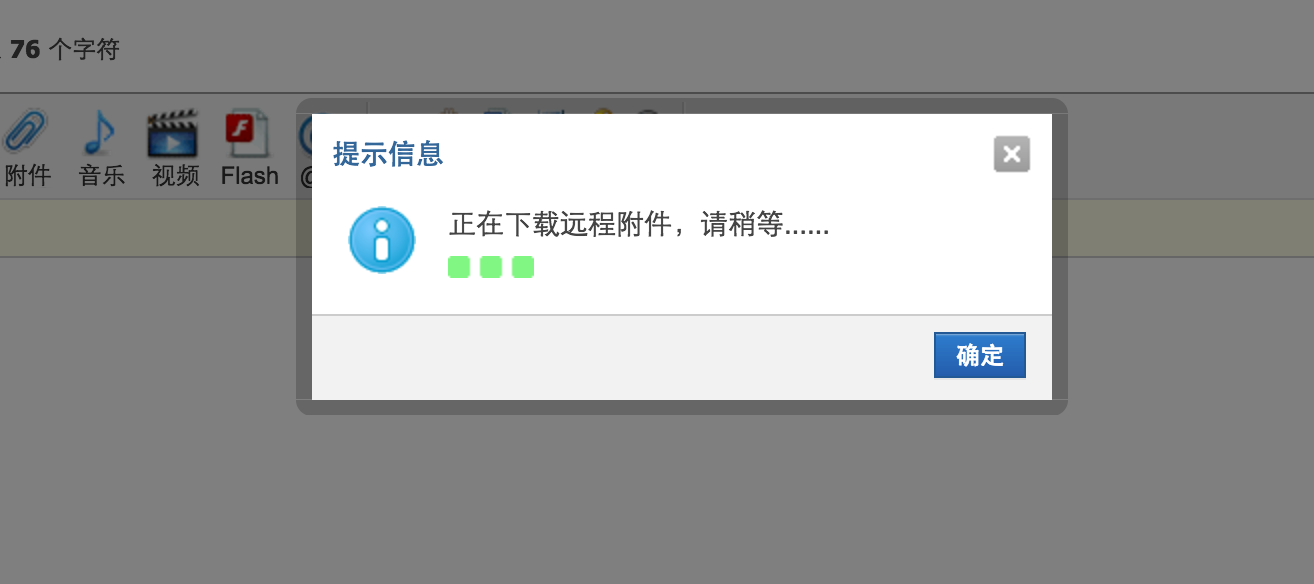 76 个字符
附件 音乐 视频 Flash @
提示信息
正在下载远程附件，请稍等......
确定